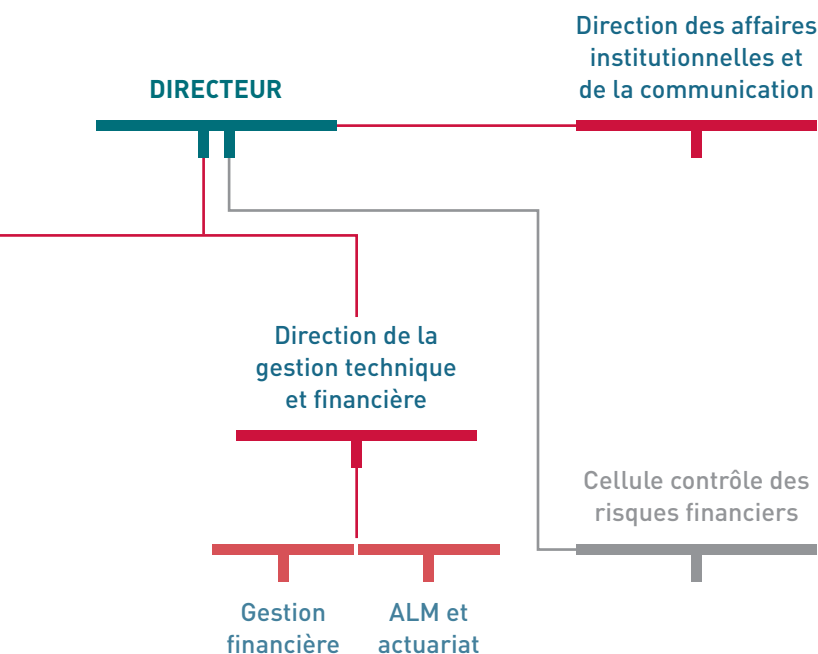 Direction des affaires
institutionnelles et
de la communication
DIRECTEUR
Direction de la
gestion technique
et financière
Cellule contrôle des
risques financiers
Gestion
financière
ALM et
actuariat